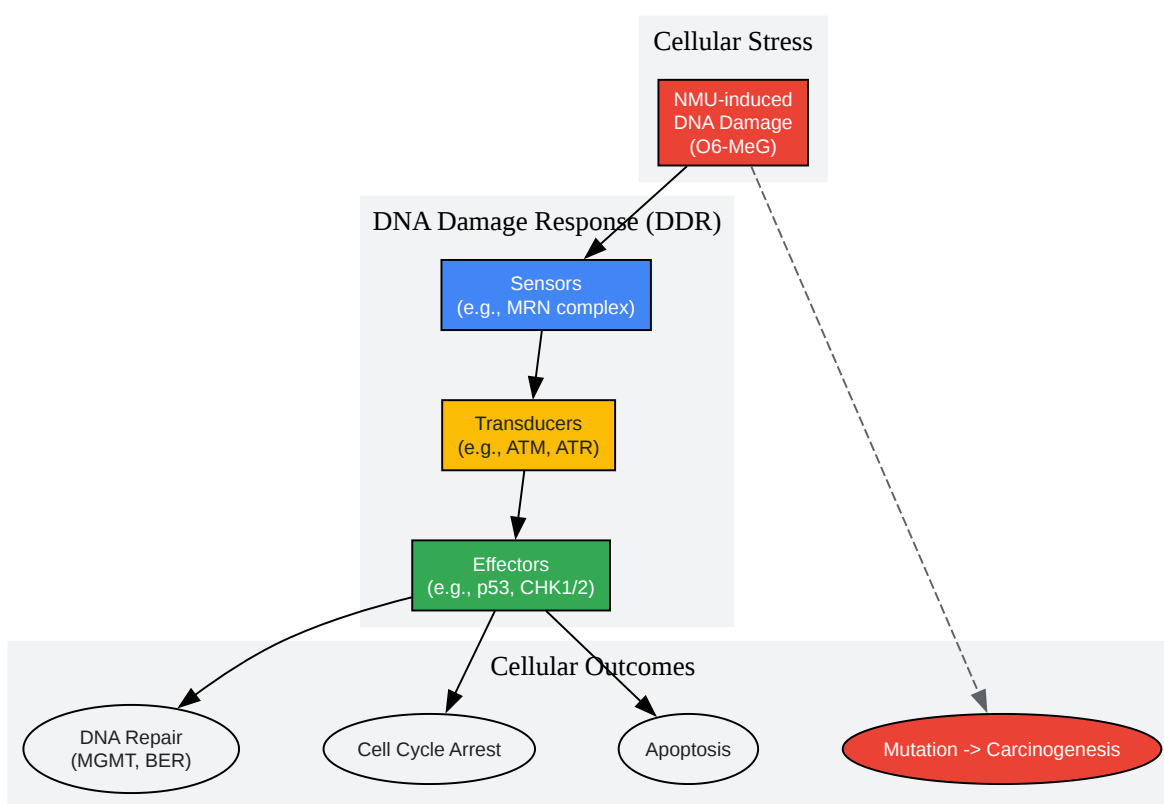 Cellular Stress
NMU-induced
DNA Damage
(O6-MeG)
DNA Damage Response (DDR)
Sensors
(e.g., MRN complex)
Transducers
(e.g., ATM, ATR)
Effectors
(e.g., p53, CHK1/2)
Cellular Outcomes
DNA Repair
(MGMT, BER)
Cell Cycle Arrest
Apoptosis
Mutation -> Carcinogenesis